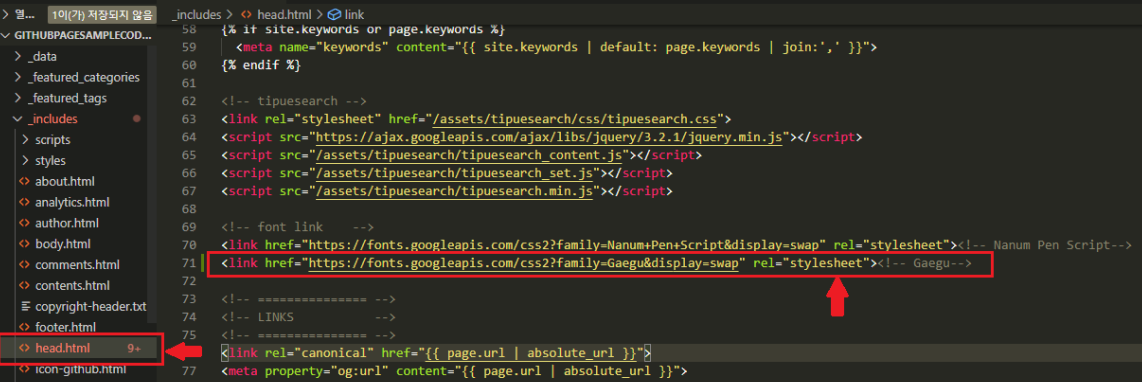 열... 1이(가) 저장되지 않음
GITHUBPAGESAMPLECOD...
_data
_featured_categories
_featured_tags
_includes
scripts
styles
about.html
analytics.html
author.html
body.html
comments.html
contents.html
copyright-header.txt
footer.html
head.html 9+
icon-github.html
_includes > head.html > link
58 {% if site.keywords or page.keywords %}
59 <meta name="keywords" content="{{ site.keywords | default: page.keywords | join:',' }}">
60 {% endif %}
61
62 <!-- tipuesearch -->
63 <link rel="stylesheet" href="/assets/tipuesearch/css/tipuesearch.css">
64 <script src="https://ajax.googleapis.com/ajax/libs/jquery/3.2.1/jquery.min.js"></script>
65 <script src="/assets/tipuesearch/tipuesearch_content.js"></script>
66 <script src="/assets/tipuesearch/tipuesearch_set.js"></script>
67 <script src="/assets/tipuesearch/tipuesearch.min.js"></script>
68
69 <!-- font link    -->
70 <link href="https://fonts.googleapis.com/css2?family=Nanum+Pen+Script&display=swap" rel="stylesheet"><!-- Nanum Pen Script-->
71 <link href="https://fonts.googleapis.com/css2?family=Gaegu&display=swap" rel="stylesheet"><!-- Gaegu-->
72
73 <!-- =============== -->
74 <!-- LINKS           -->
75 <!-- =============== -->
<link rel="canonical" href="{{ page.url | absolute_url }}">
77 <meta property="og:url" content="{{ page.url | absolute_url }}">